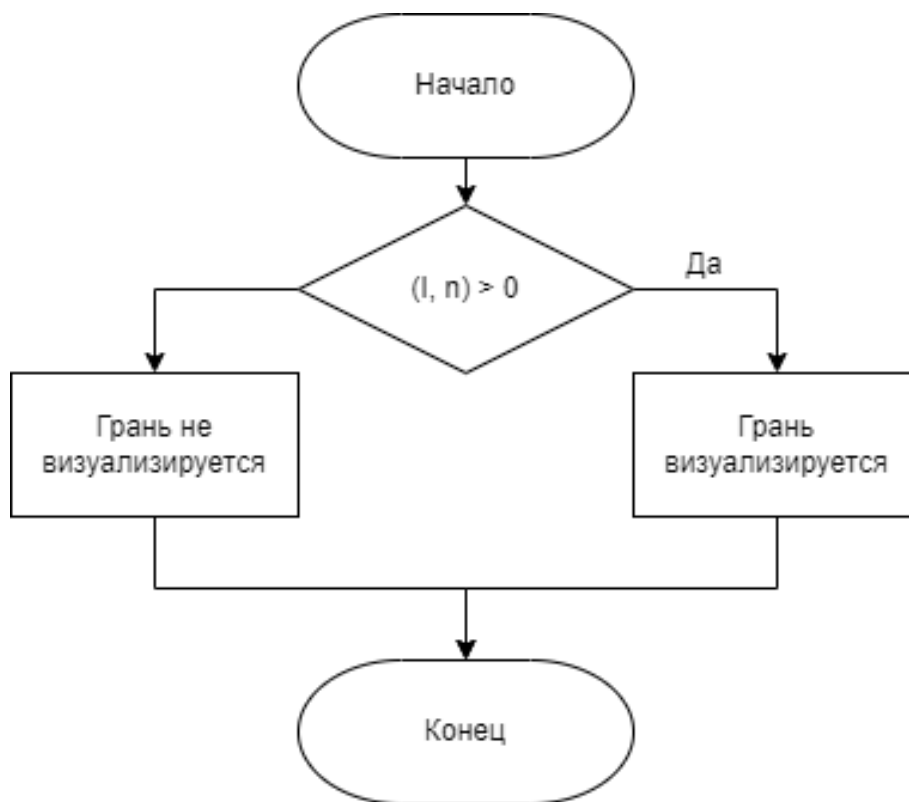 Начало
(l, n) > 0
Да
Грань не
визуализируется
Грань
визуализируется
Конец